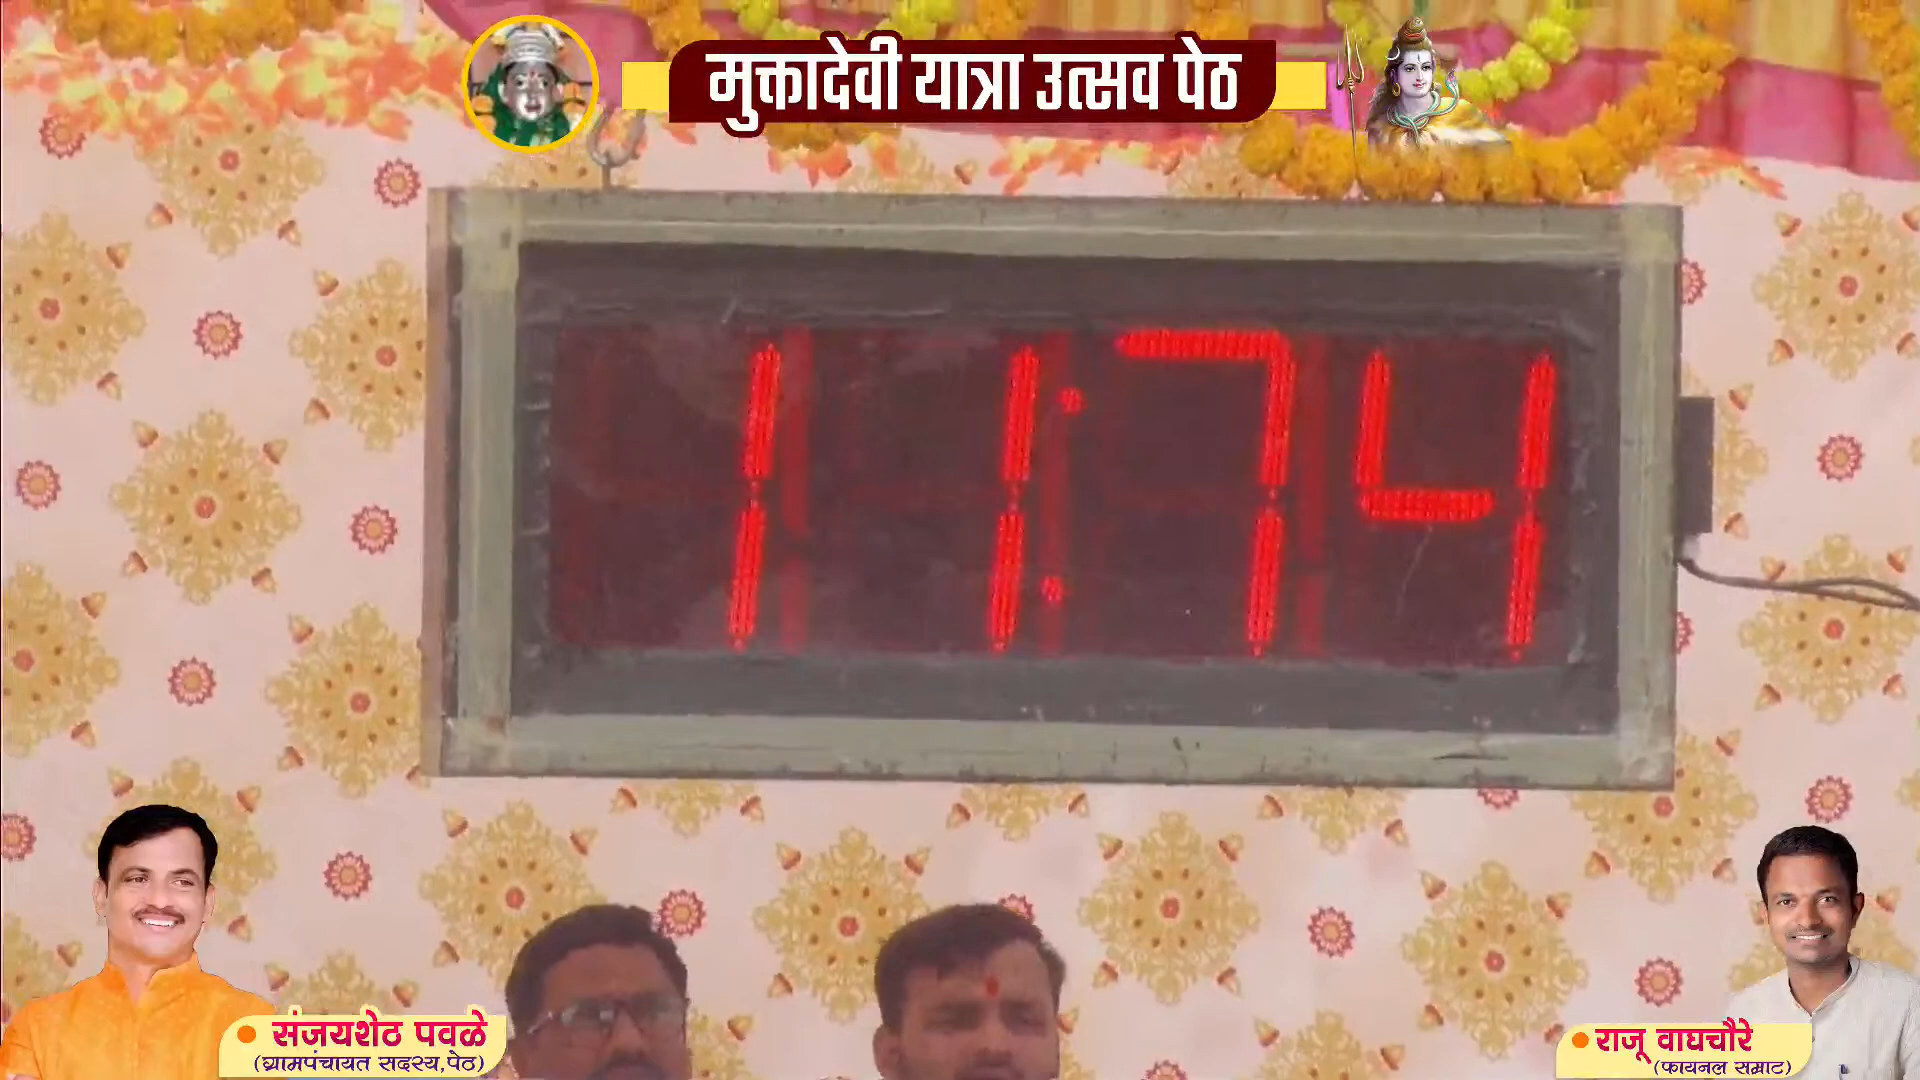 मुक्तादेवी यात्रा उत्सव पेठ
11:74
संजयशेठ पवळे
(ग्रामपंचायत सदस्य,पेठ)
राजू वाघचौरे
(फायनल सम्राट)